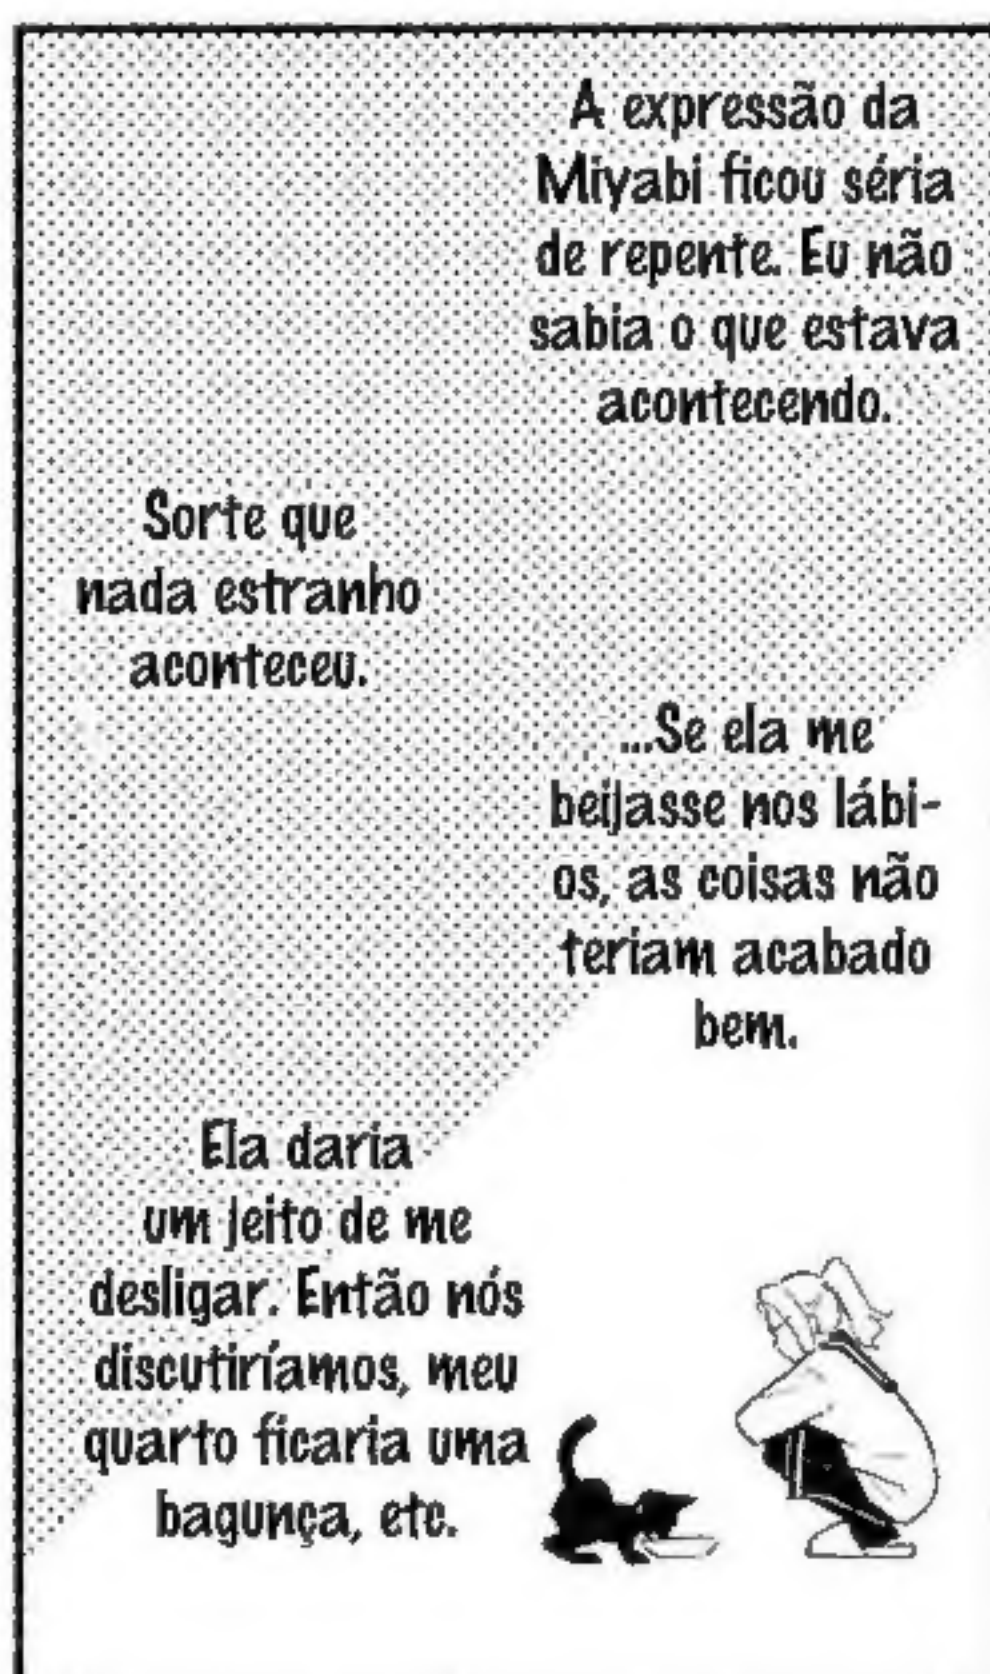 A expressão da
Miyabi ficou séria
de repente. Eu não
sabia o que estava
acontecendo.
Sorte que
nada estranho
aconteceu.
...Se ela me
beijasse nos lábi-
os, as coisas não
teriam acabado
bem.
Ela daria
um jeito de me
desligar. Então nós
discutiríamos, meu
quarto ficaria uma
bagunça, etc.